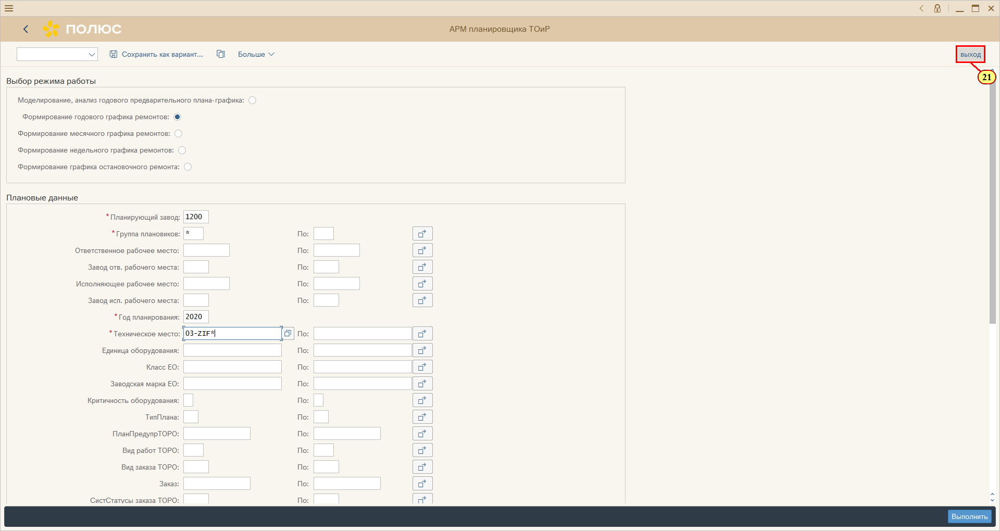 ПОЛЮС
АРМ планировщика ТОиР
Сохранить как вариант... Больше выход
21
Выбор режима работы
Моделирование, анализ годового предварительного плана-графика:
Формирование годового графика ремонтов:
Формирование месячного графика ремонтов:
Формирование недельного графика ремонтов:
Формирование графика остановочного ремонта:
Плановые данные
* Планирующий завод: 1200
* Группа плановиков: * По:
Ответственное рабочее место: По:
Завод отв. рабочего места: По:
Исполняющее рабочее место: По:
Завод исп. рабочего места: По:
* Год планирования: 2020
* Техническое место: 03-ZIF* По:
Единица оборудования: По:
Класс ЕО: По:
Заводская марка ЕО: По:
Критичность оборудования: По:
ТипПлана: По:
ПланПредупрТОРО: По:
Вид работ ТОРО: По:
Вид заказа ТОРО: По:
Заказ: По:
СистСтатусы заказа ТОРО: По:
Выполнить